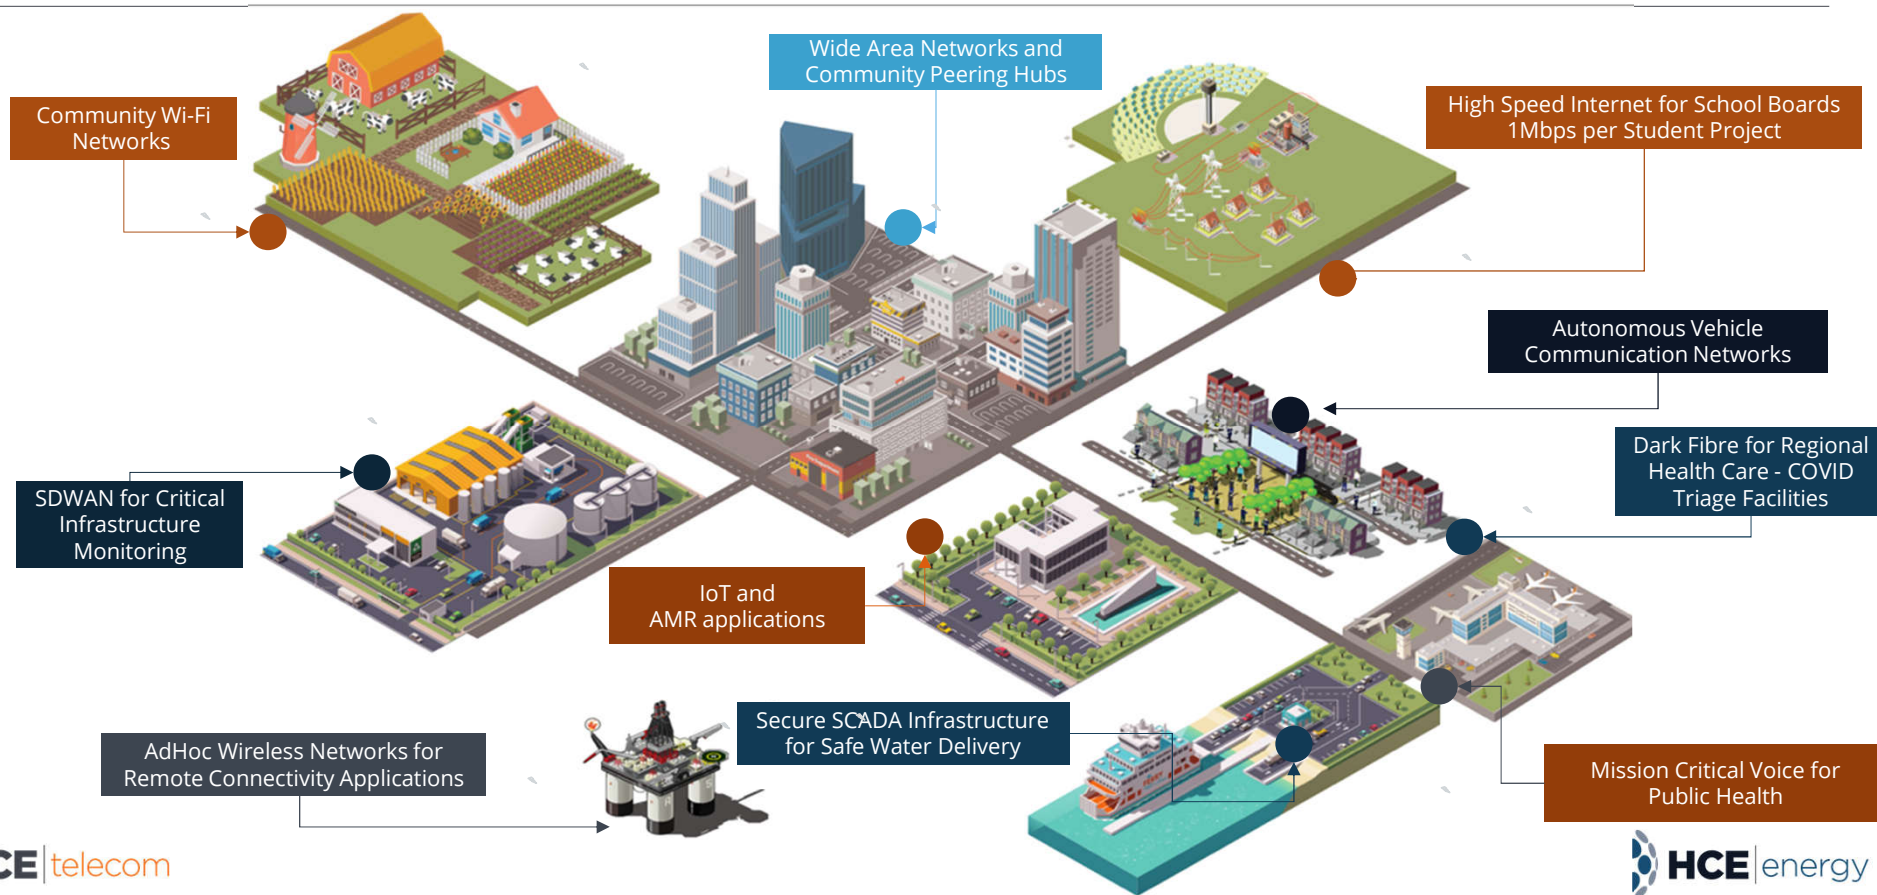 Wide Area Networks and
Community Peering Hubs
Community Wi-Fi
Networks
High Speed Internet for School Boards
1Mbps per Student Project
Autonomous Vehicle
Communication Networks
Dark Fibre for Regional
Health Care - COVID
Triage Facilities
SDWAN for Critical
Infrastructure
Monitoring
IoT and
AMR applications
Secure SCADA Infrastructure
for Safe Water Delivery
AdHoc Wireless Networks for
Remote Connectivity Applications
Mission Critical Voice for
Public Health
CE telecom
HCE energy